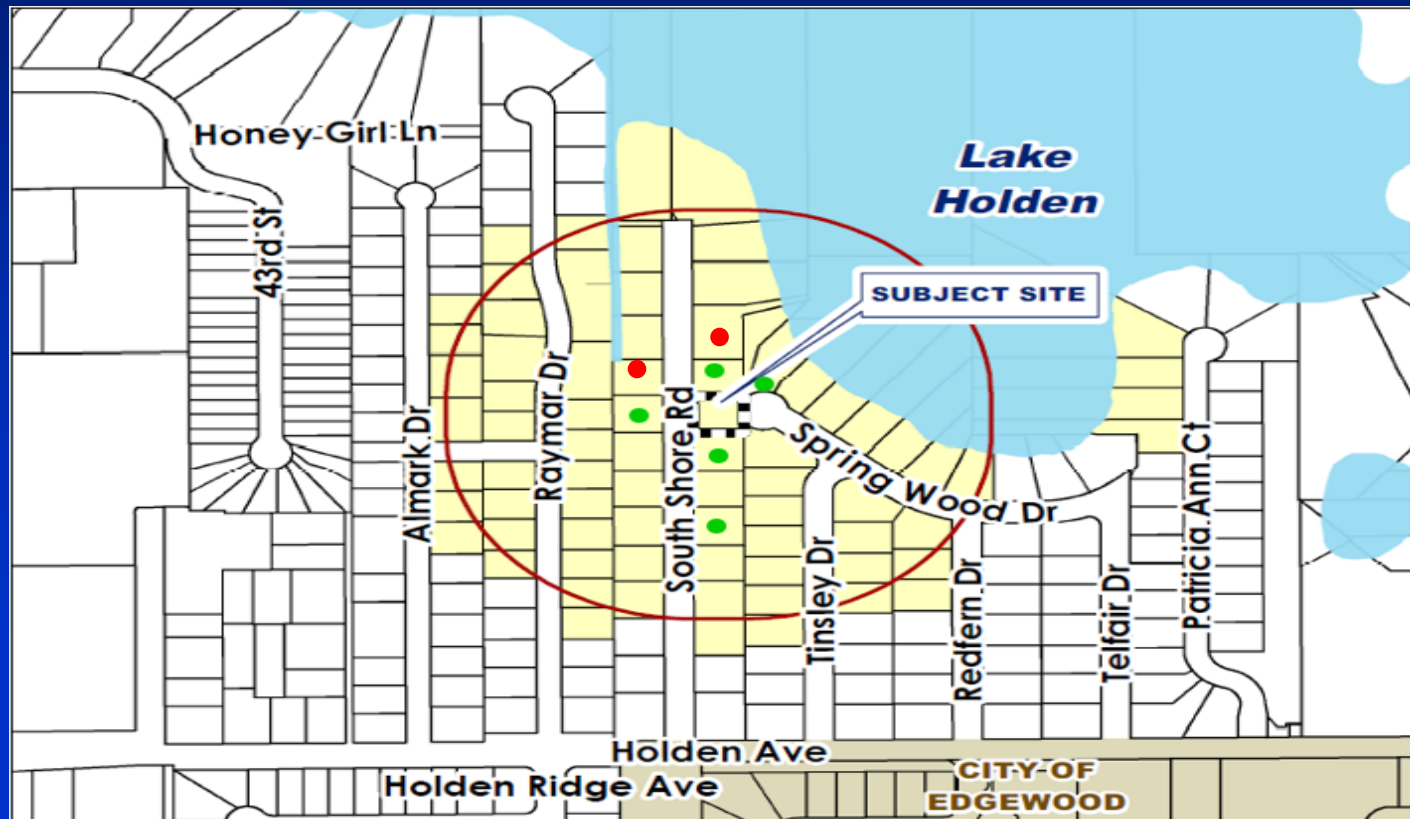 Honey Girl Ln
Lake
Holden
43rd St
SUBJECT SITE
Almark Dr
Raymar Dr
South Shore Rd
Spring Wood Dr
Tinsley Dr
Redfern Dr
Telfair Dr
Patricia Ann Ct
Holden Ave
Holden Ridge Ave
CITY OF
EDGEWOOD